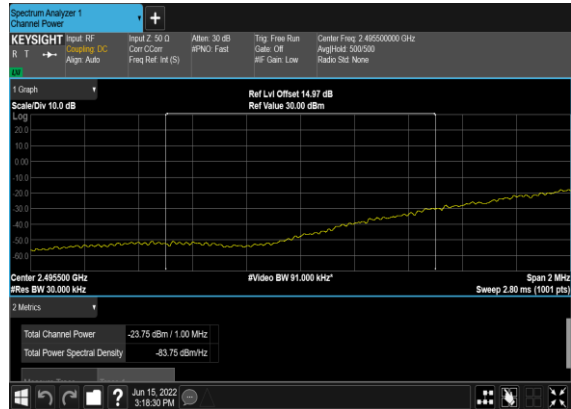 Spectrum Analyzer 1
Channel Power
+
KEYSIGHT Input: RF Input Z: 50 Ω Atten: 30 dB Trig: Free Run Center Freq: 2.495500000 GHz
R T Coupling: DC Corr CCorr #PNO: Fast Gate: Off Avg|Hold: 500/500
Align: Auto Freq Ref: Int (S) #IF Gain: Low Radio Std: None
1 Graph
Ref Lvl Offset 14.97 dB
Scale/Div 10.0 dB Ref Value 30.00 dBm
Log
20.0
10.0
0.00
-10.0
-20.0
-30.0
-40.0
-50.0
-60.0
Center 2.495500 GHz #Video BW 91.000 kHz* Span 2 MHz
#Res BW 30.000 kHz Sweep 2.80 ms (1001 pts)
2 Metrics
Total Channel Power -23.75 dBm / 1.00 MHz
Total Power Spectral Density -83.75 dBm/Hz
?
Jun 15, 2022
3:18:30 PM